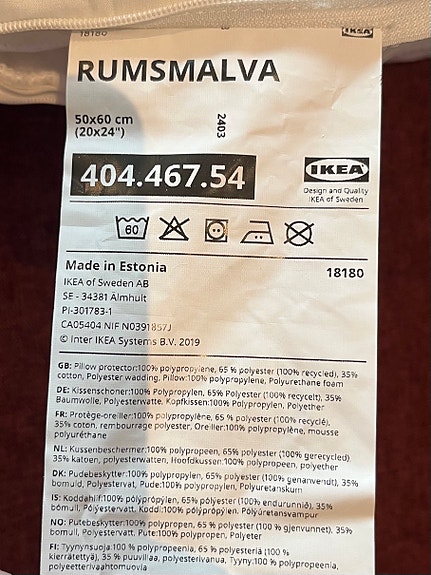 18180
IKEA
RUMSMALVA
50x60 cm
(20x24")
2403
404.467.54
IKEA
Design and Quality
IKEA of Sweden
60
Made in Estonia
18180
IKEA of Sweden AB
SE - 34381 Älmhult
PI-301783-1
CA05404 NIF N0391857J
© Inter IKEA Systems B.V. 2019
GB: Pillow protector:100% polypropylene, 65 % polyester (100% recycled), 35%
cotton, Polyester wadding, Pillow:100% polypropylene, Polyurethane foam
DE: Kissenschoner:100% Polypropylen, 65% Polyester (100% recycelt), 35%
Baumwolle, Polyesterwatte. Kopfkissen:100% Polypropylen, Polyether
FR: Protège-oreiller:100% polypropylène, 65 % polyester (100% recyclé),
35% coton, rembourrage polyester, Oreiller:100% polypropylène, mousse
polyuréthane
NL: Kussenbeschermer:100% polypropeen, 65% polyester (100% gerecycled)
35% katoen, polyesterwatten, Hoofdkussen:100% polypropeen, polyether
DK: Pudebeskytter:100% polypropylen, 65 % polyester (100% genanvendt), 35%
bomuld, Polyestervat, Pude:100% polypropylen, Polyuretanskum
IS: Koddahlíf:100% pólýprópýlen, 65% pólýester (100% endurunnið), 35%
bómull, Pólýestervatt. Koddi:100% pólýprópýlen, Pólýúretansvampur
NO: Putebeskytter:100% polypropen, 65 % polyester (100 % gjenvunnet), 35%
bomull, Polyestervatt, Pute:100% polypropen, Polyeter
FI: Tyynynsuoja:100 % polypropeenia, 65 % polyesteriä (100 %
kierrätettyä), 35 % puuvillaa, polyesterivanua, Tyyny:100 % polypropeenia,
polyeetterivaahtomuovia